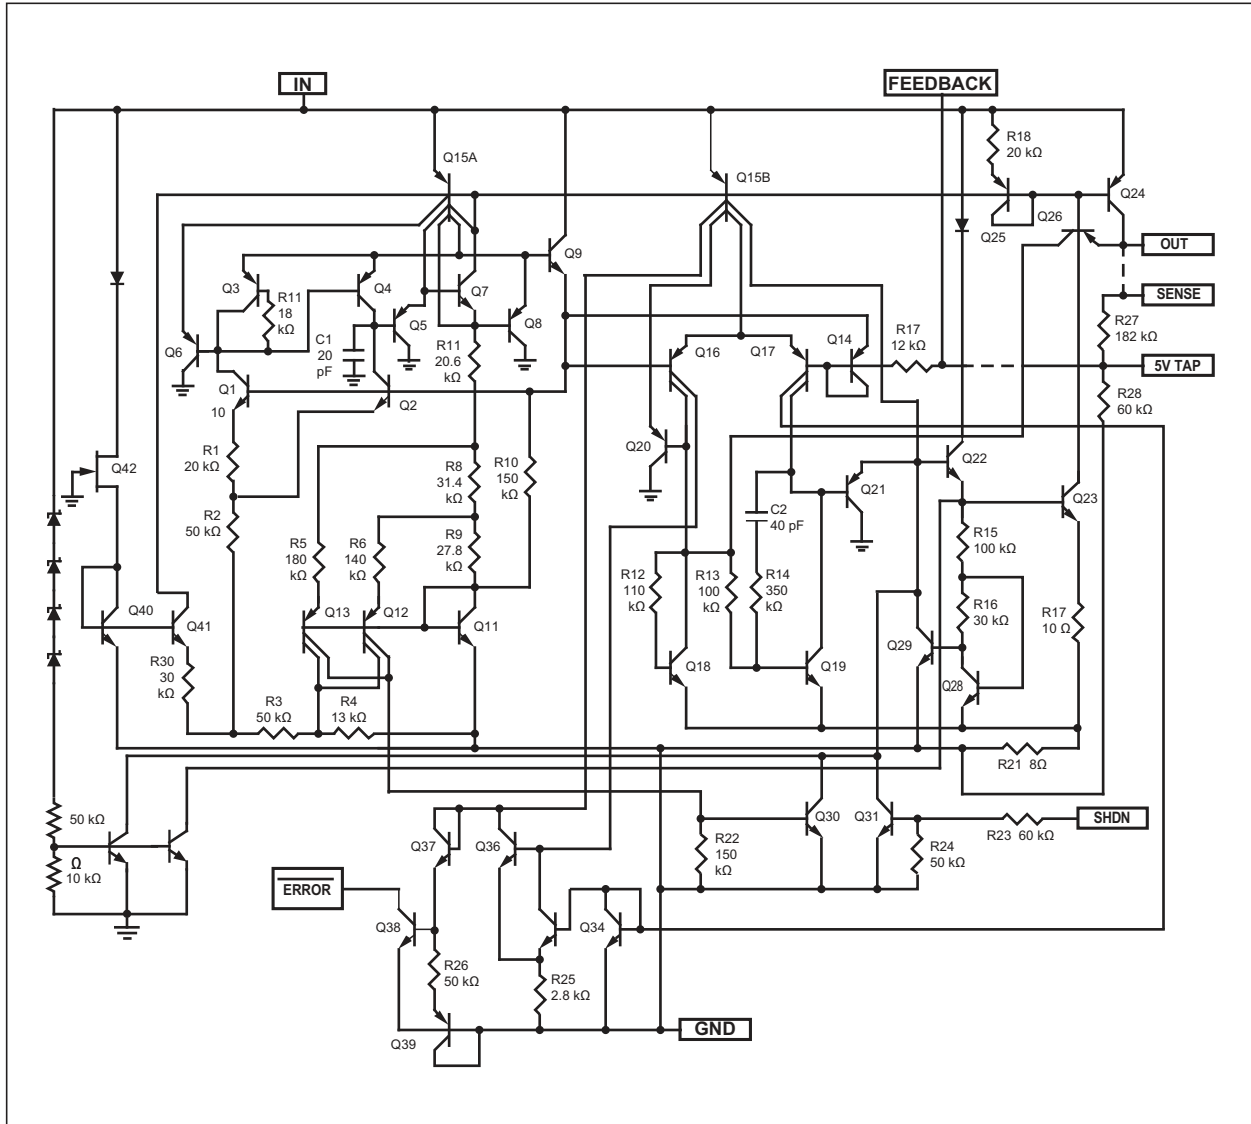 IN
FEEDBACK
R18
20 kΩ
Q15A
Q15B
Q24
Q26
Q25
OUT
Q9
SENSE
Q3
R11
18
kΩ
Q4
Q7
Q5
Q8
C1
20
pF
Q6
R11
20.6
kΩ
Q16
Q17
Q14
R17
12 kΩ
R27
182 kΩ
5V TAP
R28
60 kΩ
Q1
10
Q2
R1
20 kΩ
Q42
R8
31.4
kΩ
R10
150
kΩ
Q20
Q22
Q21
Q23
C2
40 pF
R2
50 kΩ
R5
180
kΩ
R6
140
kΩ
R9
27.8
kΩ
R15
100 kΩ
R12
110
kΩ
R13
100
kΩ
R14
350
kΩ
R16
30 kΩ
R17
10 Ω
Q40
Q41
Q13
Q12
Q11
Q29
Q18
Q19
Q28
R30
30
kΩ
R3
50 kΩ
R4
13 kΩ
R21 8Ω
50 kΩ
Ω
10 kΩ
Q37
Q36
R22
150
kΩ
Q30
Q31
R23 60 kΩ
SHDN
R24
50 kΩ
ERROR
Q38
Q34
R26
50 kΩ
R25
2.8 kΩ
GND
Q39